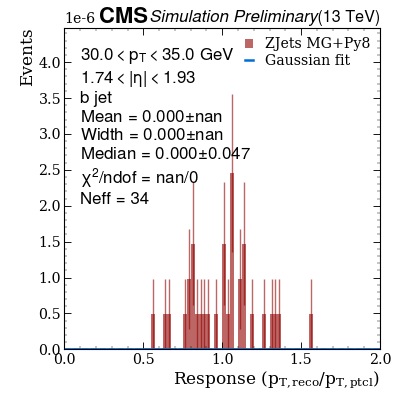 1e-6 CMS Simulation Preliminary (13 TeV)
Events
30.0 < pT < 35.0 GeV
1.74 < |η| < 1.93
b jet
Mean = 0.000±nan
Width = 0.000±nan
Median = 0.000±0.047
χ²/ndof = nan/0
Neff = 34
ZJets MG+Py8
Gaussian fit
4.0
3.5
3.0
2.5
2.0
1.5
1.0
0.5
0.0
0.0 0.5 1.0 1.5 2.0
Response (pT,reco/pT,ptcl)